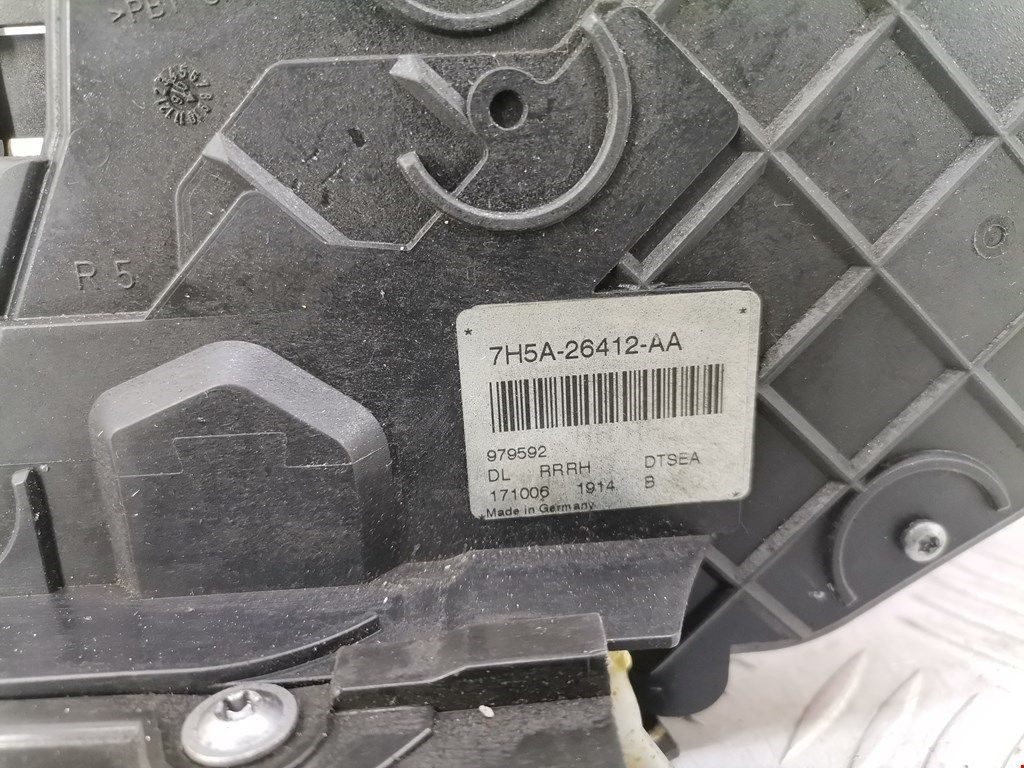 R 5
7H5A-26412-AA
979592
DL RRRH DTSEA
171006 1914 B
Made in Germany